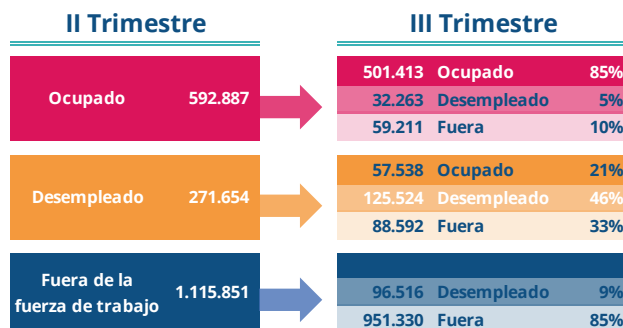 II Trimestre
III Trimestre
Ocupado 592.887
501.413 Ocupado 85%
32.263 Desempleado 5%
59.211 Fuera 10%
Desempleado 271.654
57.538 Ocupado 21%
125.524 Desempleado 46%
88.592 Fuera 33%
Fuera de la
fuerza de trabajo 1.115.851
96.516 Desempleado 9%
951.330 Fuera 85%